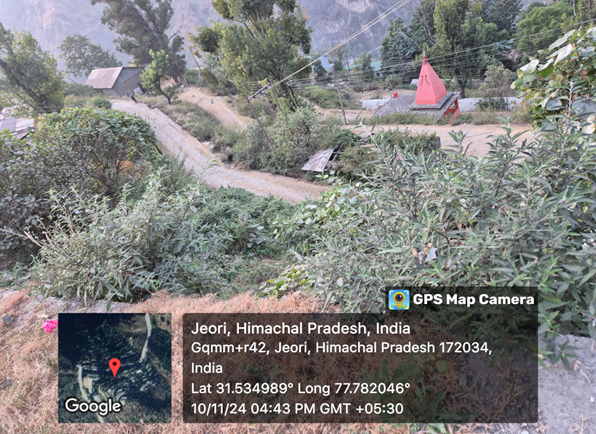 GPS Map Camera
Jeori, Himachal Pradesh, India
Gqmm+r42, Jeori, Himachal Pradesh 172034,
India
Lat 31.534989° Long 77.782046°
10/11/24 04:43 PM GMT +05:30
Google